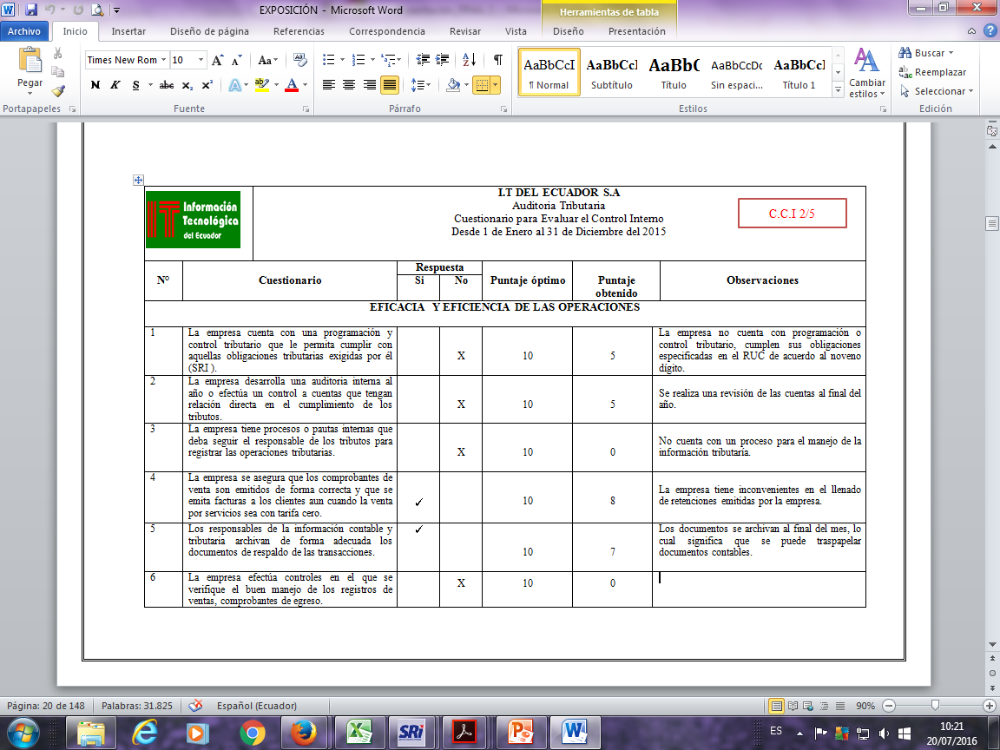 EXPOSICIÓN - Microsoft Word
Herramientas de tabla
Archivo Inicio Insertar Diseño de página Referencias Correspondencia Revisar Vista Diseño Presentación
Times New Rom 10
Pegar
AaBbCcI AaBbCcl AaBb( AaBbCcDc AaBbCcl
¶ Normal Subtítulo Título Sin espaci... Título 1
Cambiar
estilos
Buscar
Reemplazar
Seleccionar
Portapapeles Fuente Párrafo Estilos Edición
Información
Tecnológica
del Ecuador
IT
I.T DEL ECUADOR S.A
Auditoria Tributaria
Cuestionario para Evaluar el Control Interno
Desde 1 de Enero al 31 de Diciembre del 2015
C.C.I 2/5
N° Cuestionario Respuesta Puntaje óptimo Puntaje obtenido Observaciones
Si No
EFICACIA Y EFICIENCIA DE LAS OPERACIONES
1 La empresa cuenta con una programación y
control tributario que le permita cumplir con
aquellas obligaciones tributarias exigidas por él
(SRI ).
X 10 5
La empresa no cuenta con programación o
control tributario, cumplen sus obligaciones
especificadas en el RUC de acuerdo al noveno
dígito.
2 La empresa desarrolla una auditoria interna al
año o efectúa un control a cuentas que tengan
relación directa en el cumplimiento de los
tributos.
X 10 5
Se realiza una revisión de las cuentas al final del
año.
3 La empresa tiene procesos o pautas internas que
deba seguir el responsable de los tributos para
registrar las operaciones tributarias.
X 10 0
No cuenta con un proceso para el manejo de la
información tributaria.
4 La empresa se asegura que los comprobantes de
venta son emitidos de forma correcta y que se
emita facturas a los clientes aun cuando la venta
por servicios sea con tarifa cero.
✓ 10 8
La empresa tiene inconvenientes en el llenado
de retenciones emitidas por la empresa.
5 Los responsables de la información contable y
tributaria archivan de forma adecuada los
documentos de respaldo de las transacciones.
✓ 10 7
Los documentos se archivan al final del mes, lo
cual significa que se puede traspapelar
documentos contables.
6 La empresa efectúa controles en el que se
verifique el buen manejo de los registros de
ventas, comprobantes de egreso.
X 10 0
Página: 20 de 148 Palabras: 31.825 Español (Ecuador) 90%
SRi
ES 10:21
20/07/2016